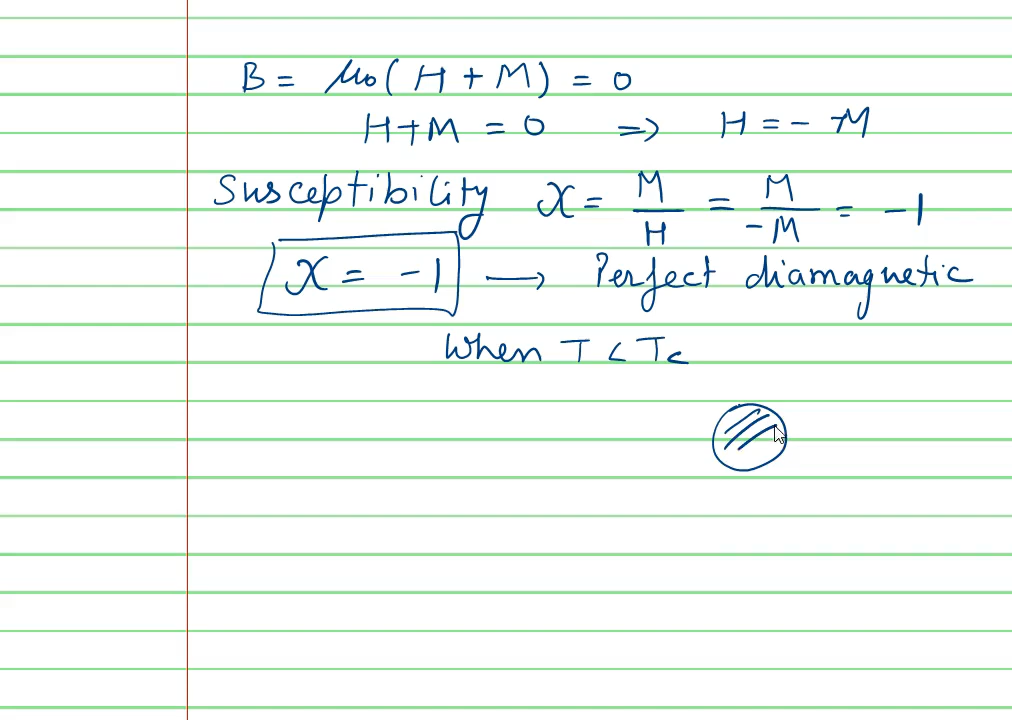 B = μ₀ ( H + M ) = 0
H + M = 0 ⇒ H = - M
Susceptibility χ = M/H = M/-M = -1
χ = -1 → Perfect diamagnetic
When T < Tc